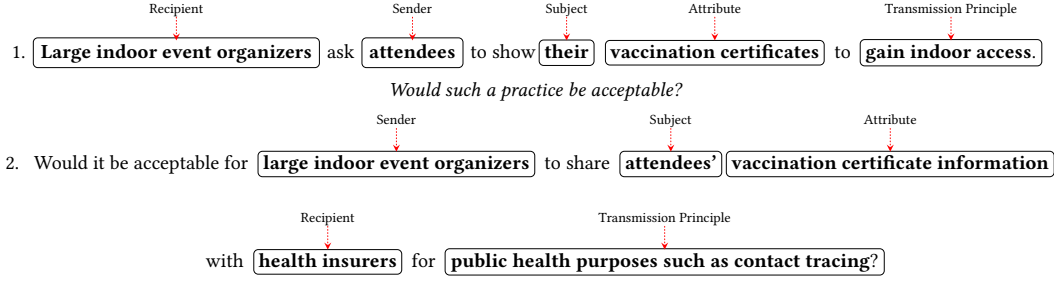 Recipient Sender Subject Attribute Transmission Principle
1. Large indoor event organizers ask attendees to show their vaccination certificates to gain indoor access.
Would such a practice be acceptable?
Sender Subject Attribute
2. Would it be acceptable for large indoor event organizers to share attendees’ vaccination certificate information
Recipient Transmission Principle
with health insurers for public health purposes such as contact tracing?